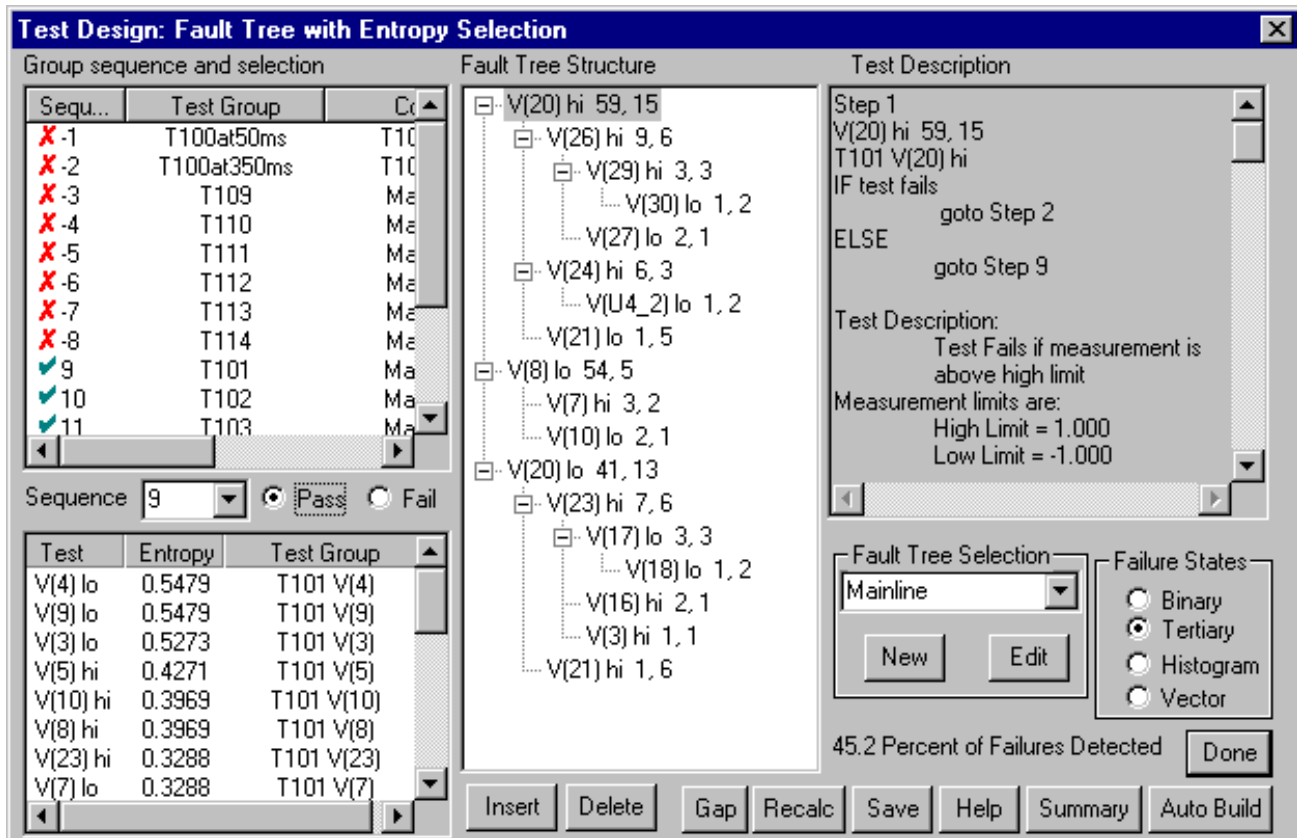 Test Design: Fault Tree with Entropy Selection
Group sequence and selection
Sequ... Test Group Co
-1 T100at50ms T10
-2 T100at350ms T10
-3 T109 Ma
-4 T110 Ma
-5 T111 Ma
-6 T112 Ma
-7 T113 Ma
-8 T114 Ma
9 T101 Ma
10 T102 Ma
11 T103 Ma
Sequence 9 Pass Fail
Test Entropy Test Group
V(4) lo 0.5479 T101 V(4)
V(9) lo 0.5479 T101 V(9)
V(3) lo 0.5273 T101 V(3)
V(5) hi 0.4271 T101 V(5)
V(10) hi 0.3969 T101 V(10)
V(8) hi 0.3969 T101 V(8)
V(23) hi 0.3288 T101 V(23)
V(7) lo 0.3288 T101 V(7)
Fault Tree Structure
V(20) hi 59, 15
V(26) hi 9, 6
V(29) hi 3, 3
V(30) lo 1, 2
V(27) lo 2, 1
V(24) hi 6, 3
V(U4_2) lo 1, 2
V(21) lo 1, 5
V(8) lo 54, 5
V(7) hi 3, 2
V(10) lo 2, 1
V(20) lo 41, 13
V(23) hi 7, 6
V(17) lo 3, 3
V(18) lo 1, 2
V(16) hi 2, 1
V(3) hi 1, 1
V(21) hi 1, 6
Test Description
Step 1
V(20) hi 59, 15
T101 V(20) hi
IF test fails
goto Step 2
ELSE
goto Step 9
Test Description:
Test Fails if measurement is
above high limit
Measurement limits are:
High Limit = 1.000
Low Limit = -1.000
Fault Tree Selection
Mainline
New Edit
Failure States
Binary
Tertiary
Histogram
Vector
45.2 Percent of Failures Detected
Done
Insert Delete Gap Recalc Save Help Summary Auto Build